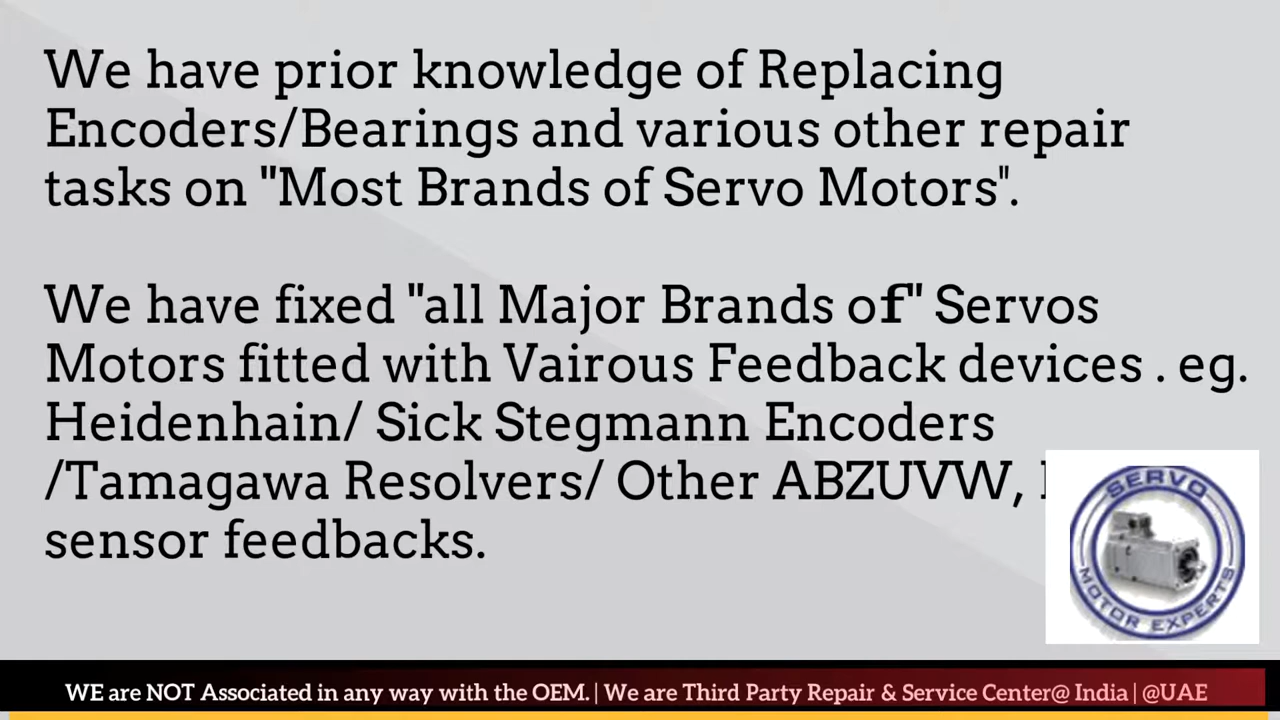 We have prior knowledge of Replacing
Encoders/Bearings and various other repair
tasks on "Most Brands of Servo Motors".
We have fixed "all Major Brands of" Servos
Motors fitted with Vairous Feedback devices . eg.
Heidenhain/ Sick Stegmann Encoders
/Tamagawa Resolvers/ Other ABZUVW,
sensor feedbacks.
SERVO
MOTOR EXPERTS
WE are NOT Associated in any way with the OEM. | We are Third Party Repair & Service Center@ India | @UAE